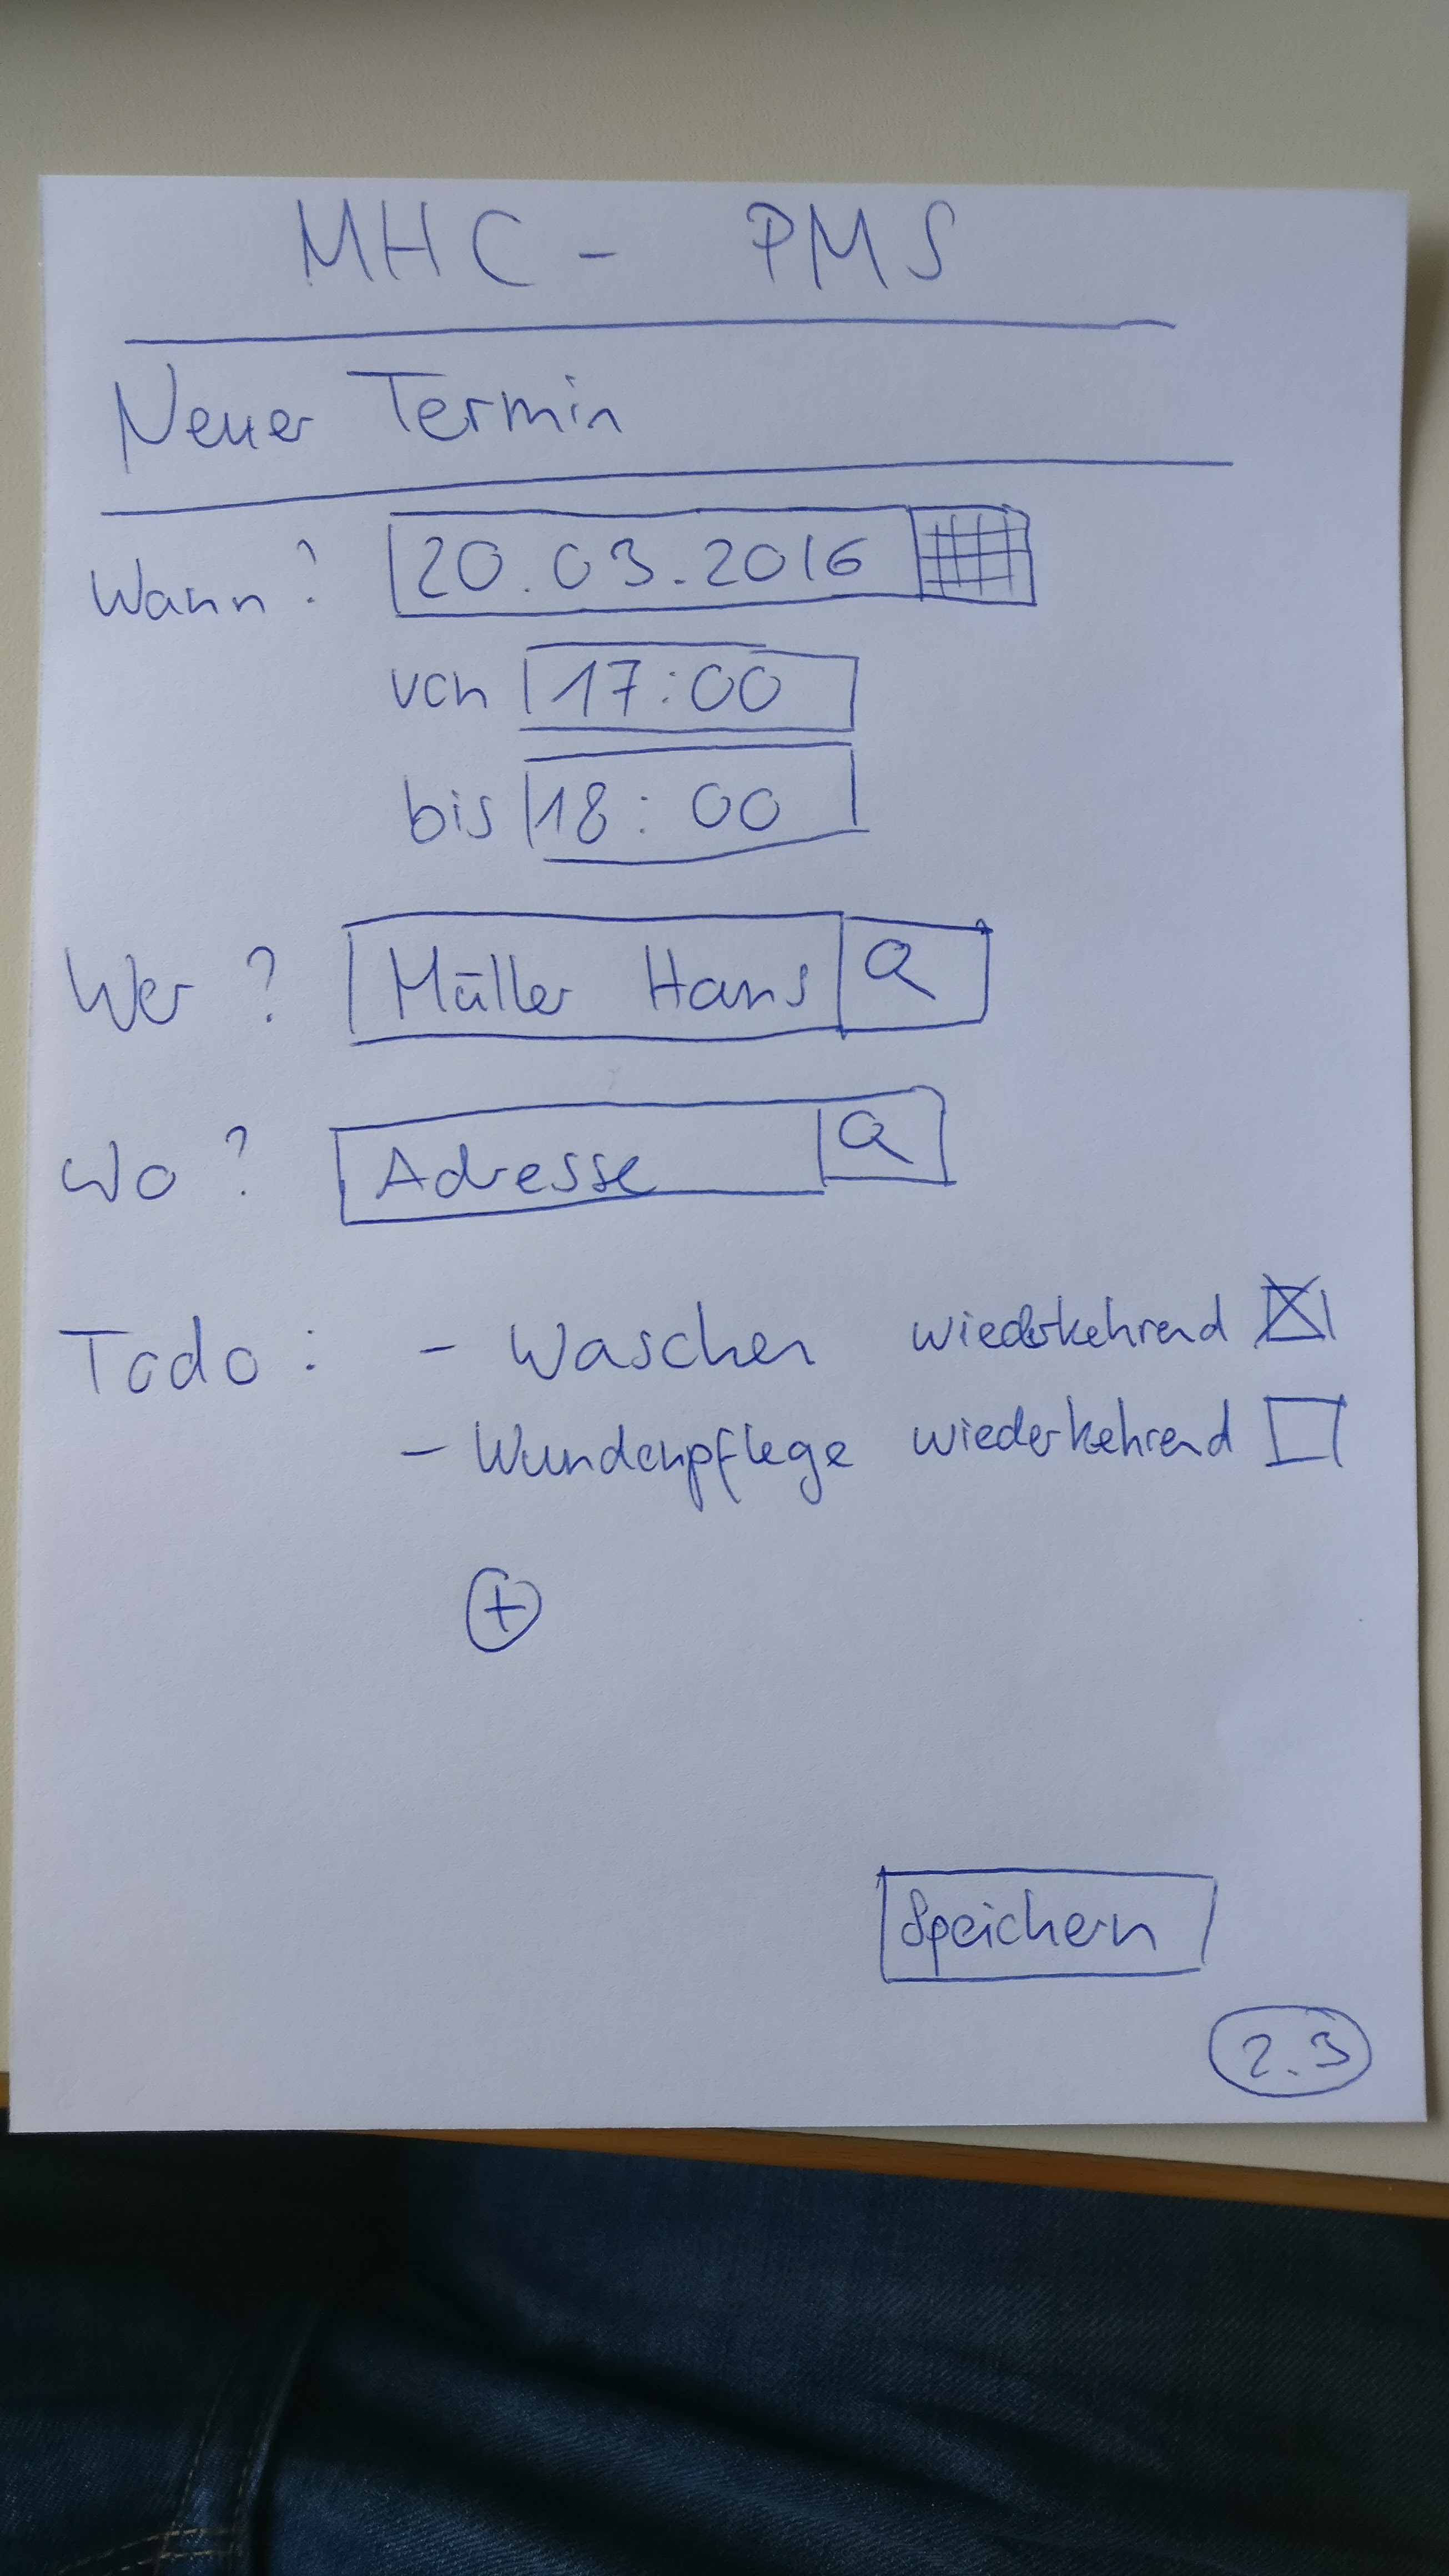 MHC - PMS
Neuer Termin
Wann? 20.03.2016
von 17:00
bis 18:00
Wer? Müller Hans
Wo? Adresse
Todo: - Waschen wiederkehrend
- Wundenpflege wiederkehrend
+
Speichern
2.3